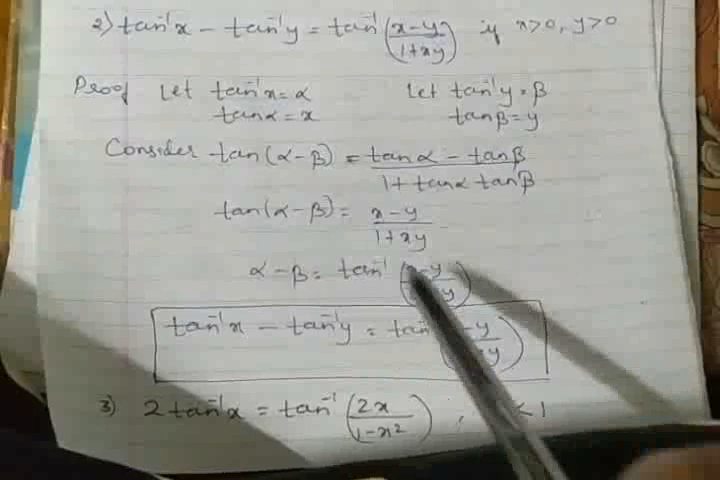 2) tan⁻¹x - tan⁻¹y = tan⁻¹(x-y/1+xy) if x>0, y>0
Proof Let tan⁻¹x = α Let tan⁻¹y = β
tanα = x tanβ = y
Consider tan(α-β) = tanα - tanβ / 1 + tanα tanβ
tan(α-β) = x-y / 1+xy
α-β = tan⁻¹(x-y / y)
tan⁻¹x - tan⁻¹y = tan⁻¹(-y / xy)
3) 2tan⁻¹x = tan⁻¹(2x / 1-x²), < 1